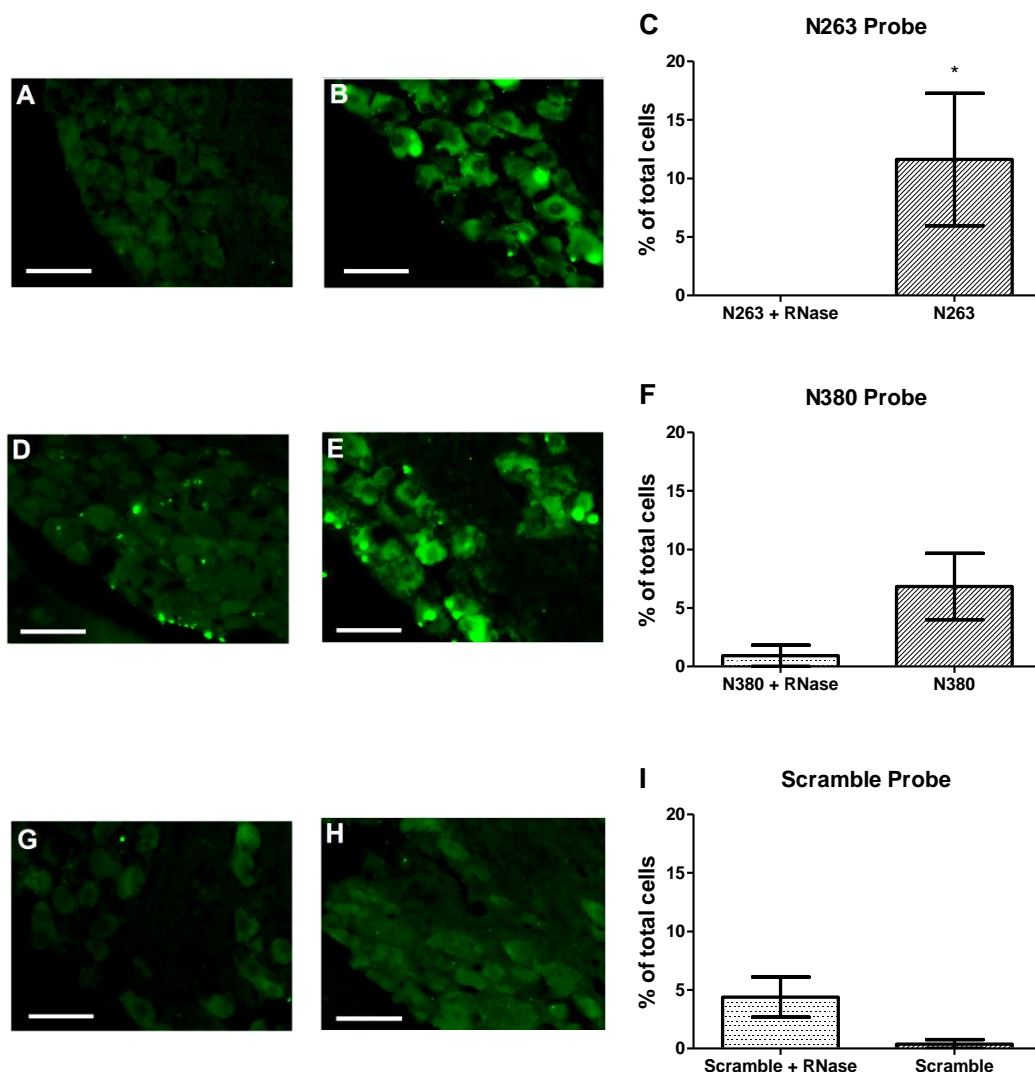 A
B
C
N263 Probe
% of total cells
20
15
10
5
0
*
N263 + RNase
N263
D
E
F
N380 Probe
% of total cells
20
15
10
5
0
N380 + RNase
N380
G
H
I
Scramble Probe
% of total cells
20
15
10
5
0
Scramble + RNase
Scramble